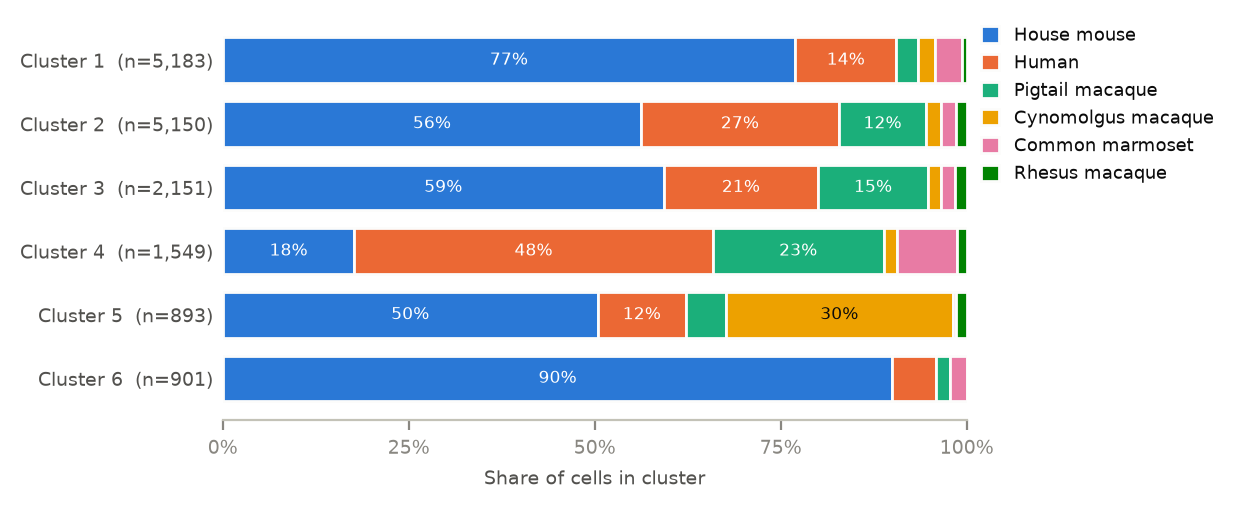 Cluster 1 (n=5,183)
77%
14%
Cluster 2 (n=5,150)
56%
27%
12%
Cluster 3 (n=2,151)
59%
21%
15%
Cluster 4 (n=1,549)
18%
48%
23%
Cluster 5 (n=893)
50%
12%
30%
Cluster 6 (n=901)
90%
0%
25%
50%
75%
100%
Share of cells in cluster
House mouse
Human
Pigtail macaque
Cynomolgus macaque
Common marmoset
Rhesus macaque